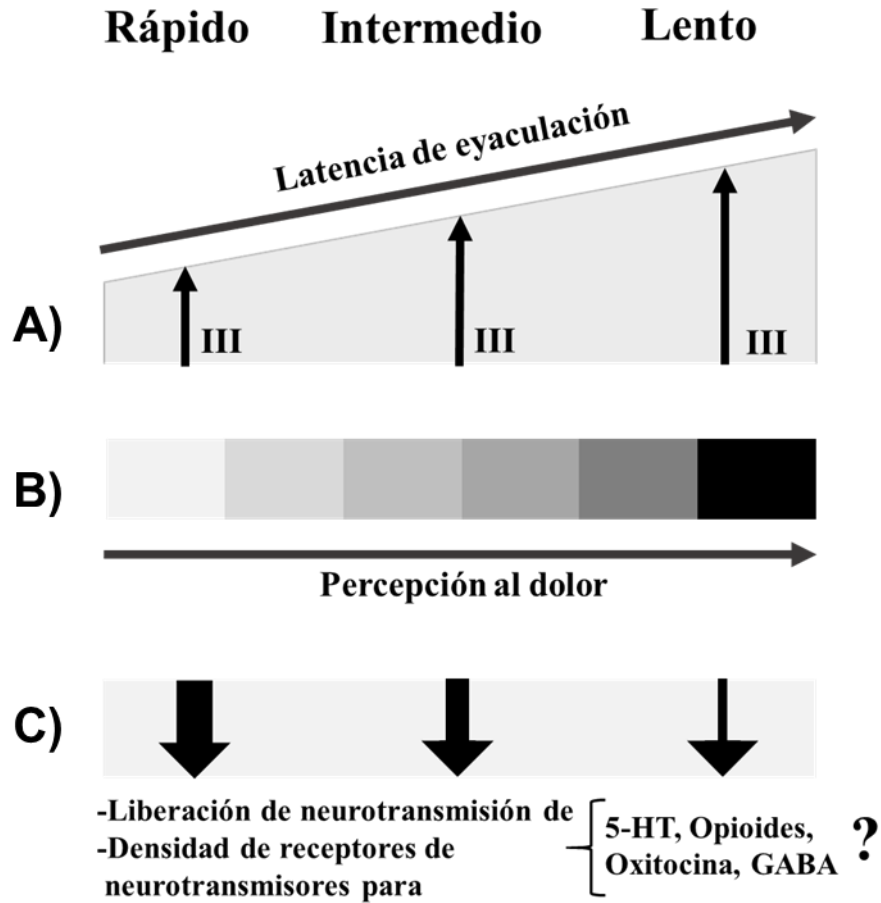 Rápido Intermedio Lento
Latencia de eyaculación
A)
III III III
B)
Percepción al dolor
C)
-Liberación de neurotransmisión de
-Densidad de receptores de
neurotransmisores para
5-HT, Opioides,
Oxitocina, GABA
?